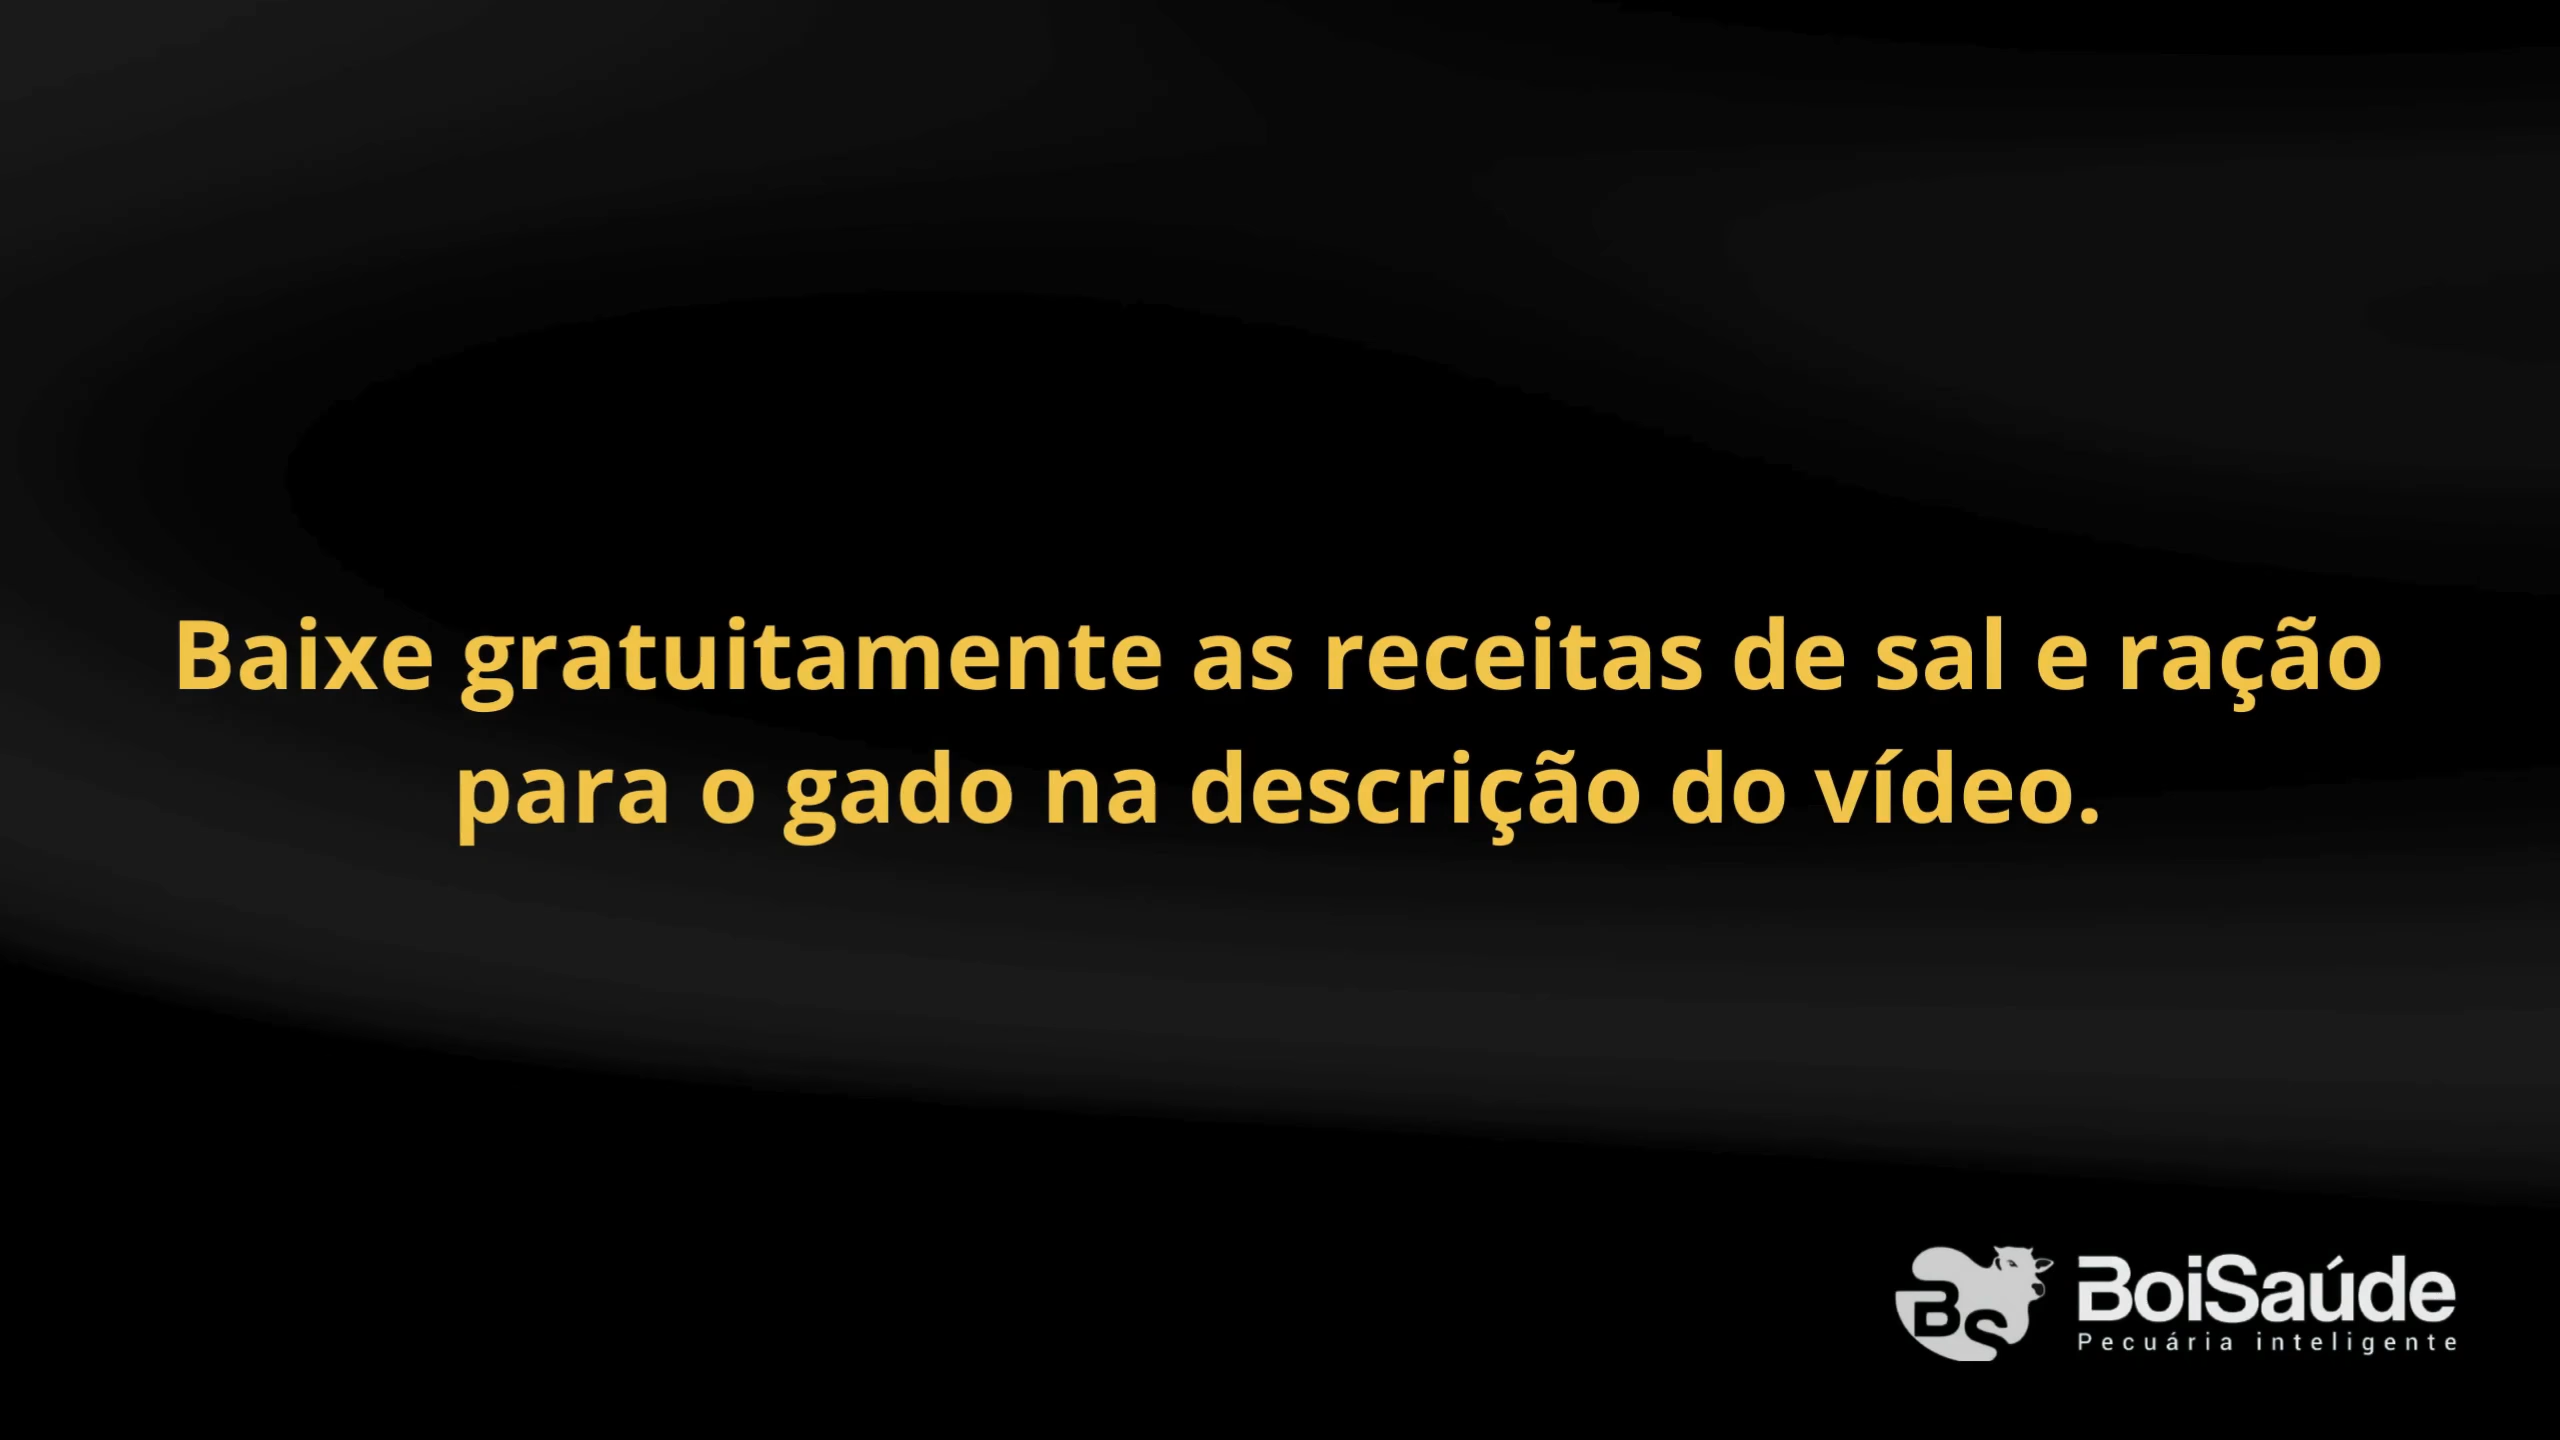 Baixe gratuitamente as receitas de sal e ração
para o gado na descrição do vídeo.
BS
BoiSaúde
Pecuária inteligente